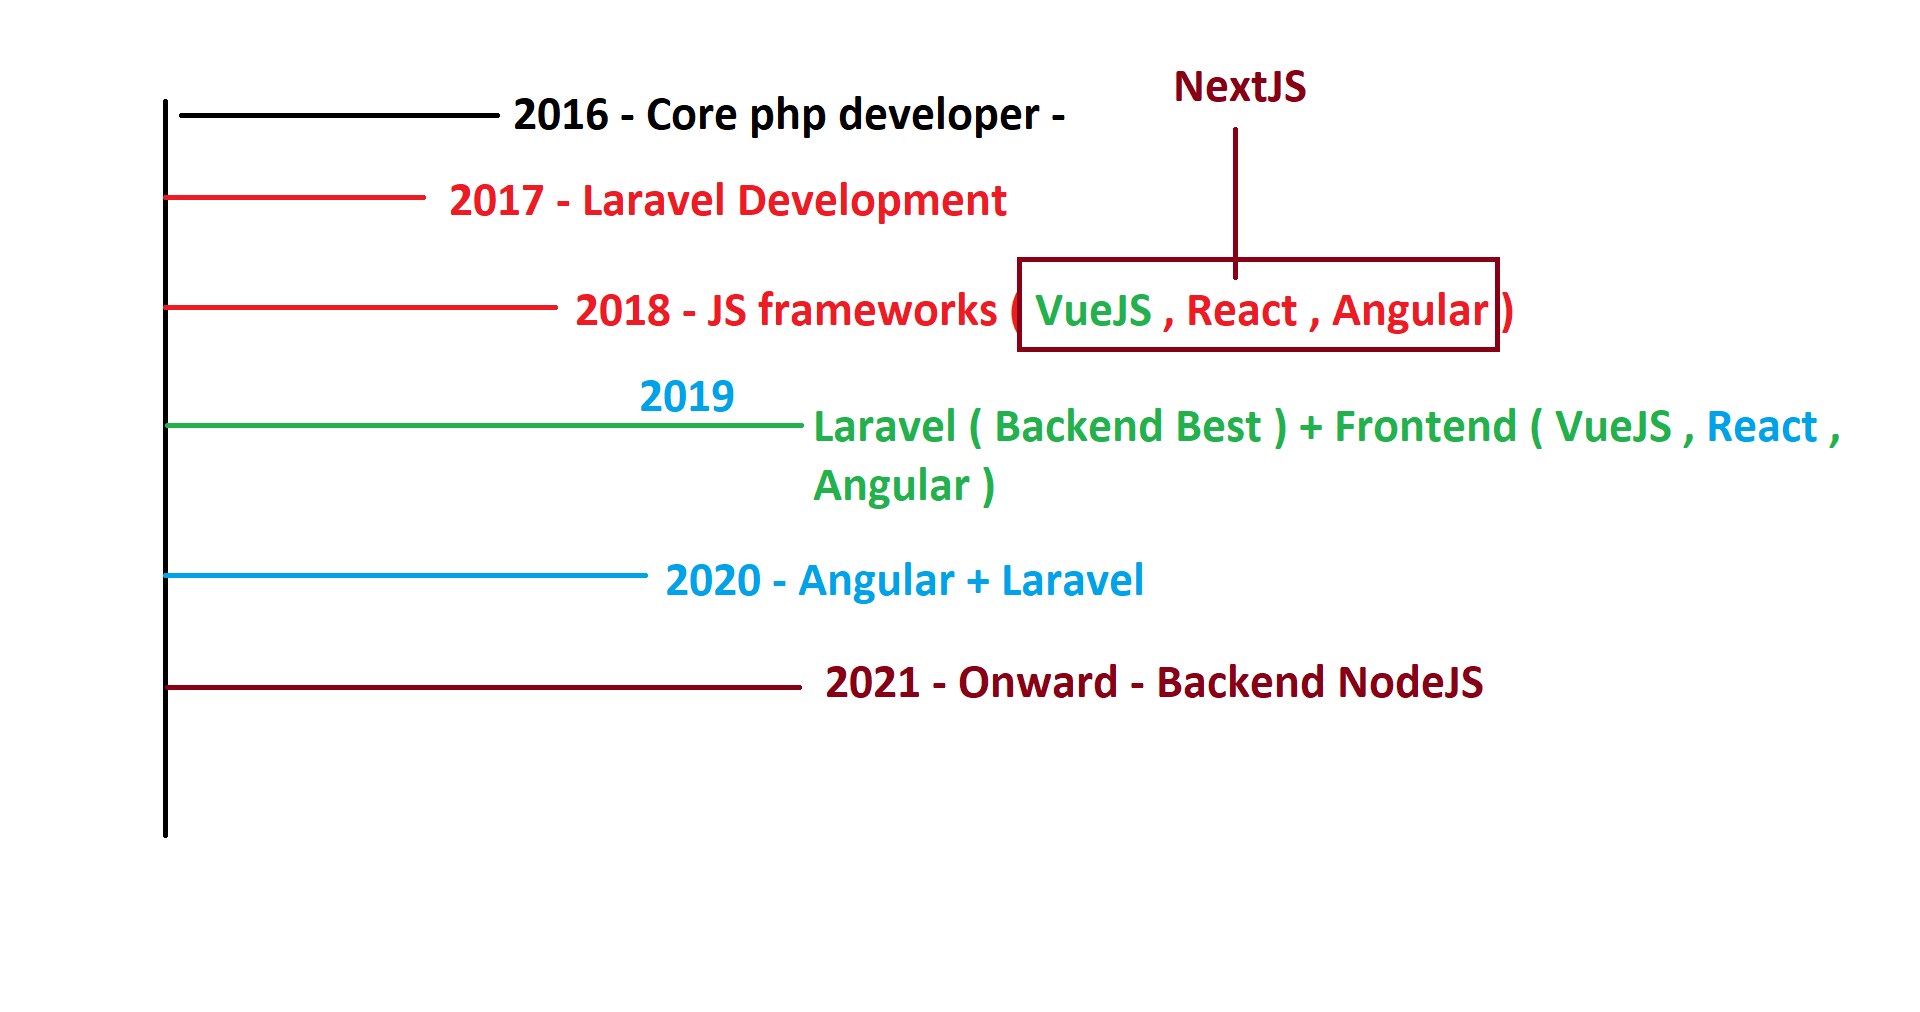 NextJS
2016 - Core php developer -
2017 - Laravel Development
2018 - JS frameworks ( VueJS , React , Angular )
2019
Laravel ( Backend Best ) + Frontend ( VueJS , React ,
Angular )
2020 - Angular + Laravel
2021 - Onward - Backend NodeJS